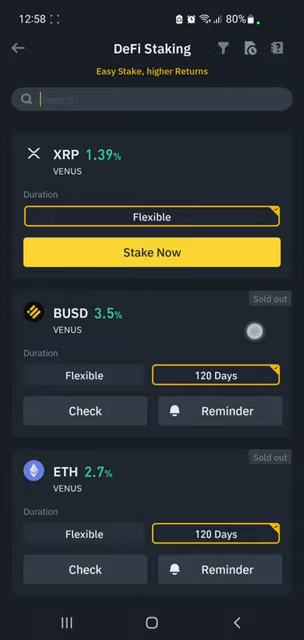 12:58
80%
DeFi Staking
Easy Stake, higher Returns
Search
XRP 1.39%
VENUS
Duration
Flexible
Stake Now
Sold out
BUSD 3.5%
VENUS
Duration
Flexible
120 Days
Check
Reminder
Sold out
ETH 2.7%
VENUS
Duration
Flexible
120 Days
Check
Reminder